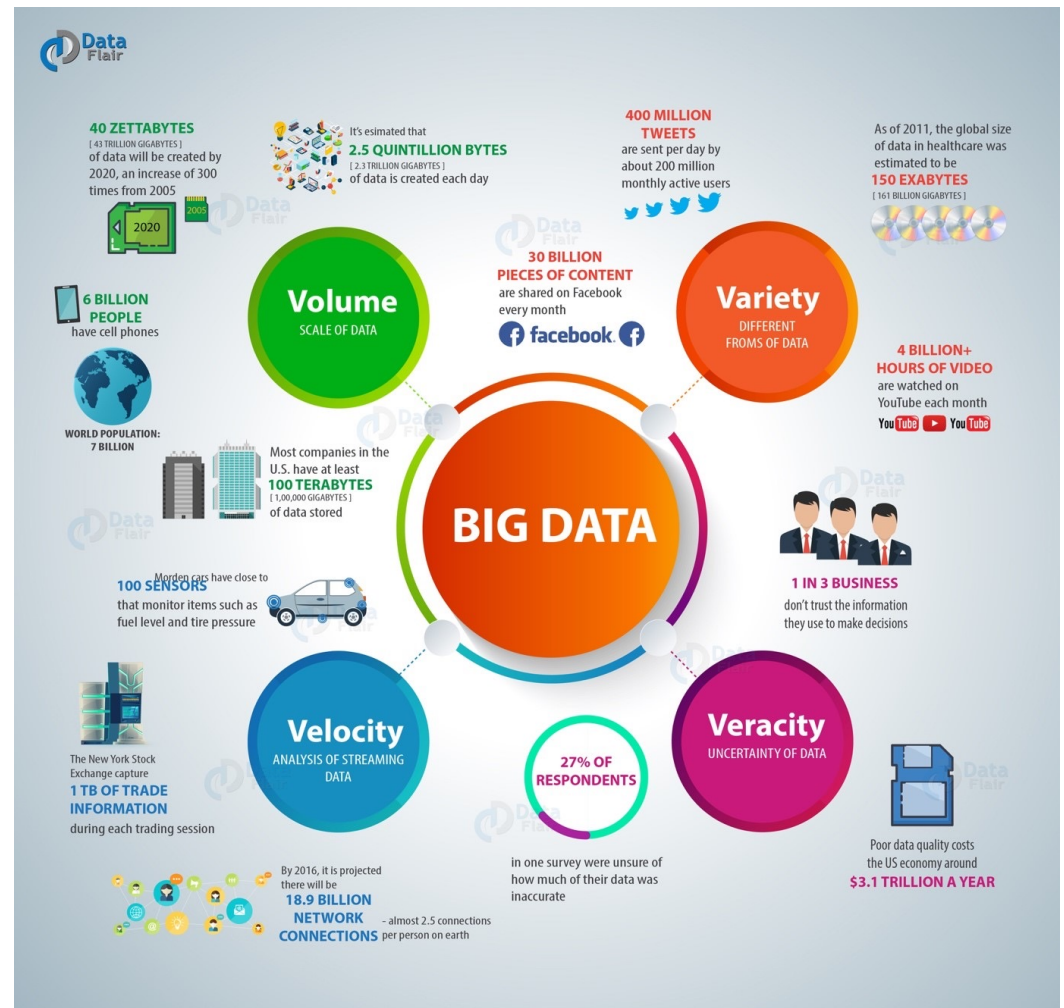 Data
Flair
40 ZETTABYTES
[ 43 TRILLION GIGABYTES ]
of data will be created by
2020, an increase of 300
times from 2005
2020
2005
It's esimated that
2.5 QUINTILLION BYTES
[ 2.3 TRILLION GIGABYTES ]
of data is created each day
400 MILLION
TWEETS
are sent per day by
about 200 million
monthly active users
As of 2011, the global size
of data in healthcare was
estimated to be
150 EXABYTES
[ 161 BILLION GIGABYTES ]
6 BILLION
PEOPLE
have cell phones
WORLD POPULATION:
7 BILLION
Volume
SCALE OF DATA
30 BILLION
PIECES OF CONTENT
are shared on Facebook
every month
facebook.
Variety
DIFFERENT
FROMS OF DATA
4 BILLION+
HOURS OF VIDEO
are watched on
YouTube each month
YouTube YouTube
Most companies in the
U.S. have at least
100 TERABYTES
[ 1,00,000 GIGABYTES ]
of data stored
BIG DATA
1 IN 3 BUSINESS
don't trust the information
they use to make decisions
Morden cars have close to
100 SENSORS
that monitor items such as
fuel level and tire pressure
Velocity
ANALYSIS OF STREAMING
DATA
The New York Stock
Exchange capture
1 TB OF TRADE
INFORMATION
during each trading session
By 2016, it is projected
there will be
18.9 BILLION
NETWORK
CONNECTIONS
- almost 2.5 connections
per person on earth
27% OF
RESPONDENTS
in one survey were unsure of
how much of their data was
inaccurate
Veracity
UNCERTAINTY OF DATA
Poor data quality costs
the US economy around
$3.1 TRILLION A YEAR